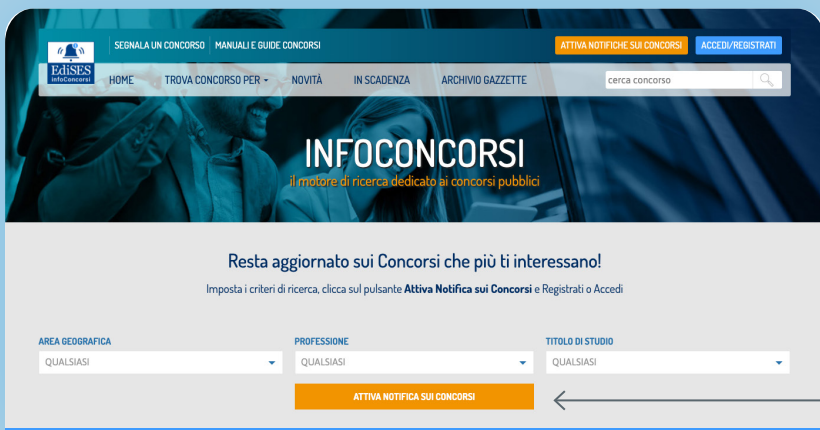 SEGNALA UN CONCORSO MANUALI E GUIDE CONCORSI ATTIVA NOTIFICHE SUI CONCORSI ACCEDI/REGISTRATI
EdiSES
infoConcorsi
HOME TROVA CONCORSO PER NOVITÀ IN SCADENZA ARCHIVIO GAZZETTE cerca concorso
INFOCONCORSI
il motore di ricerca dedicato ai concorsi pubblici
Resta aggiornato sui Concorsi che più ti interessano!
Imposta i criteri di ricerca, clicca sul pulsante Attiva Notifica sui Concorsi e Registrati o Accedi
AREA GEOGRAFICA PROFESSIONE TITOLO DI STUDIO
QUALSIASI QUALSIASI QUALSIASI
ATTIVA NOTIFICA SUI CONCORSI